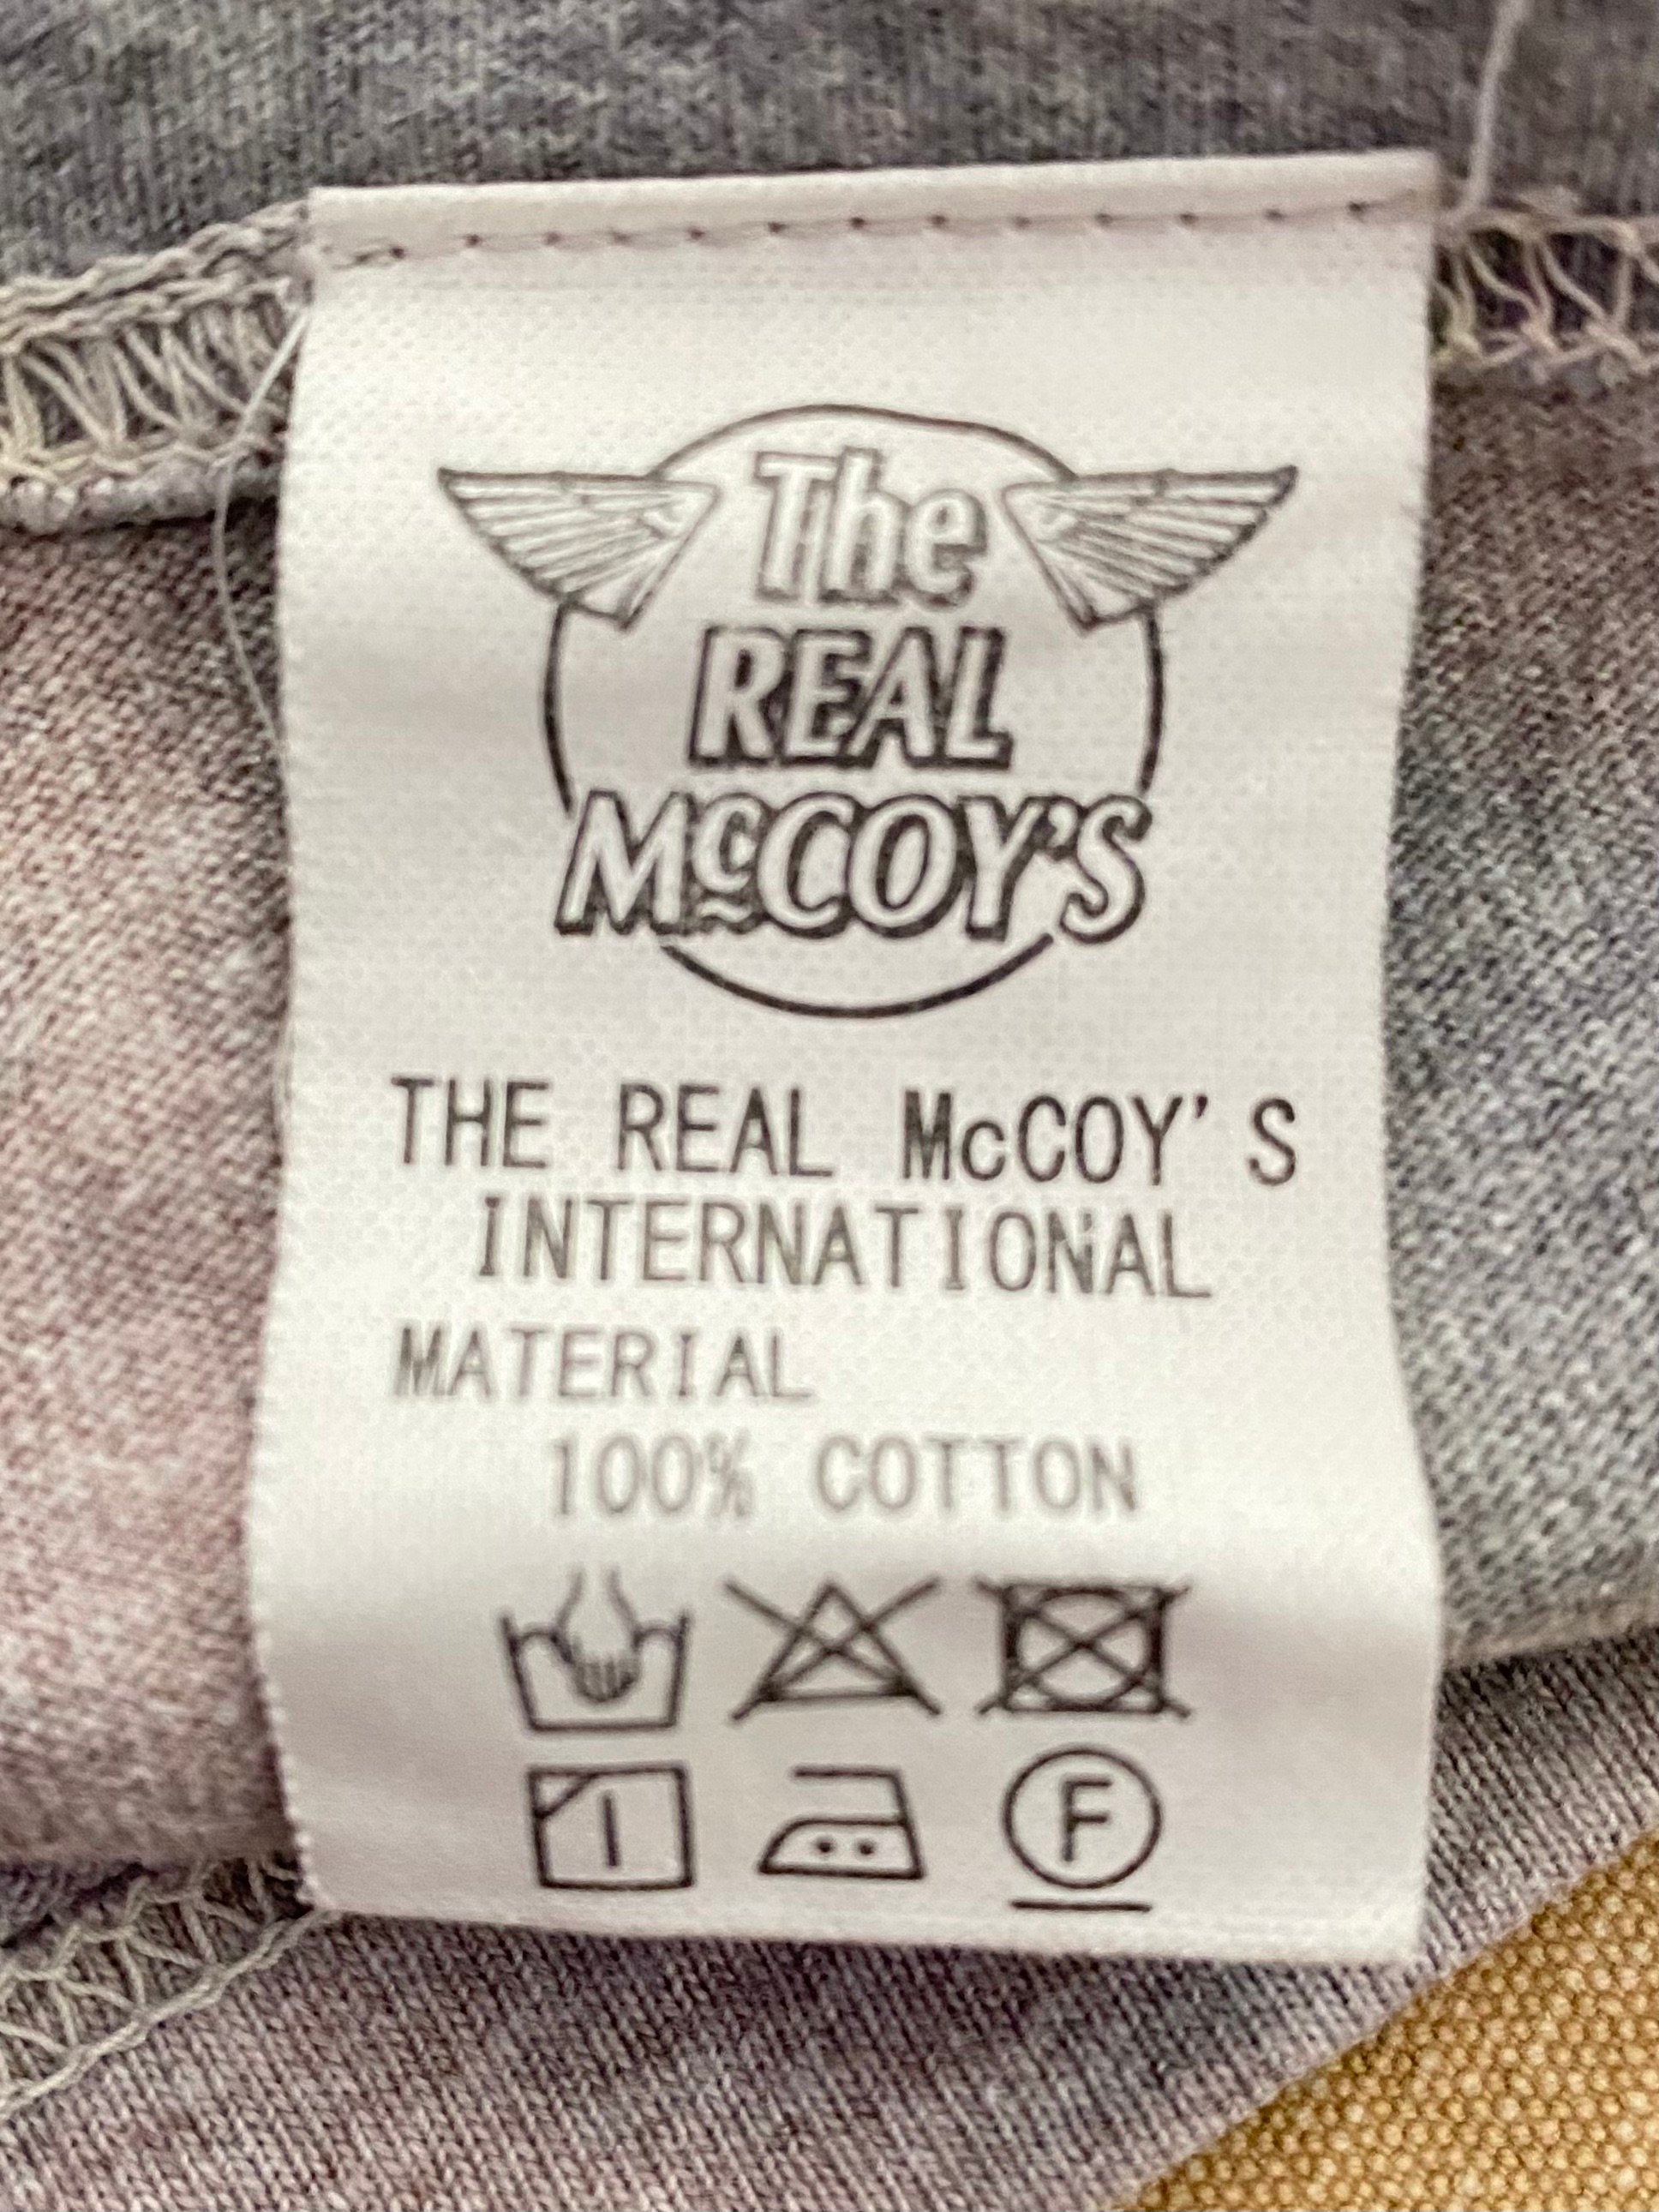 The
REAL
McCOY'S
THE REAL McCOY'S
INTERNATIONAL
MATERIAL
100% COTTON
F